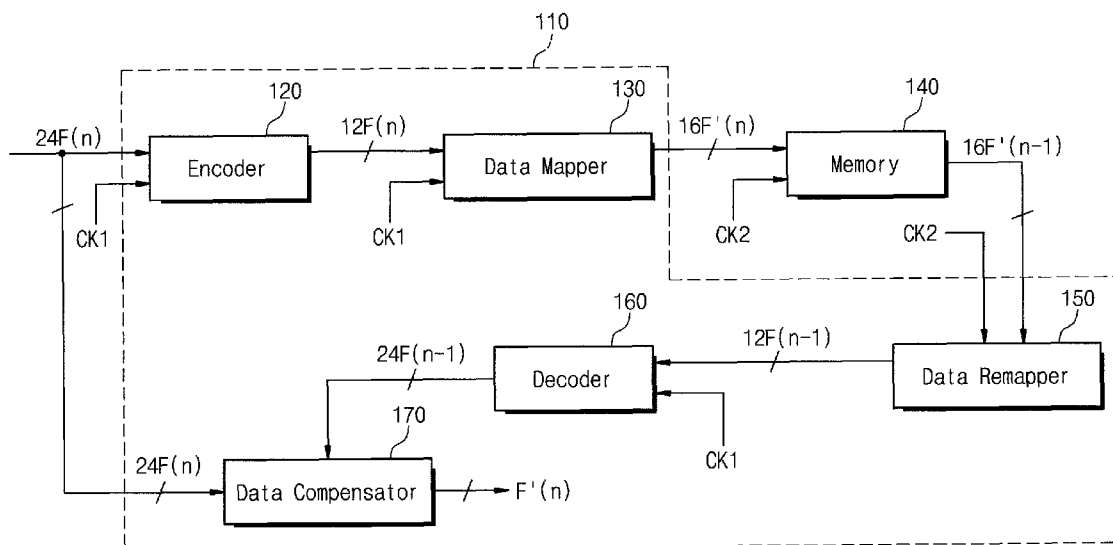 110
120
130
140
24F(n)
12F(n)
16F'(n)
16F'(n-1)
Encoder
Data Mapper
Memory
CK1
CK1
CK2
CK2
160
150
24F(n-1)
12F(n-1)
Decoder
Data Remapper
170
CK1
24F(n)
Data Compensator
F'(n)